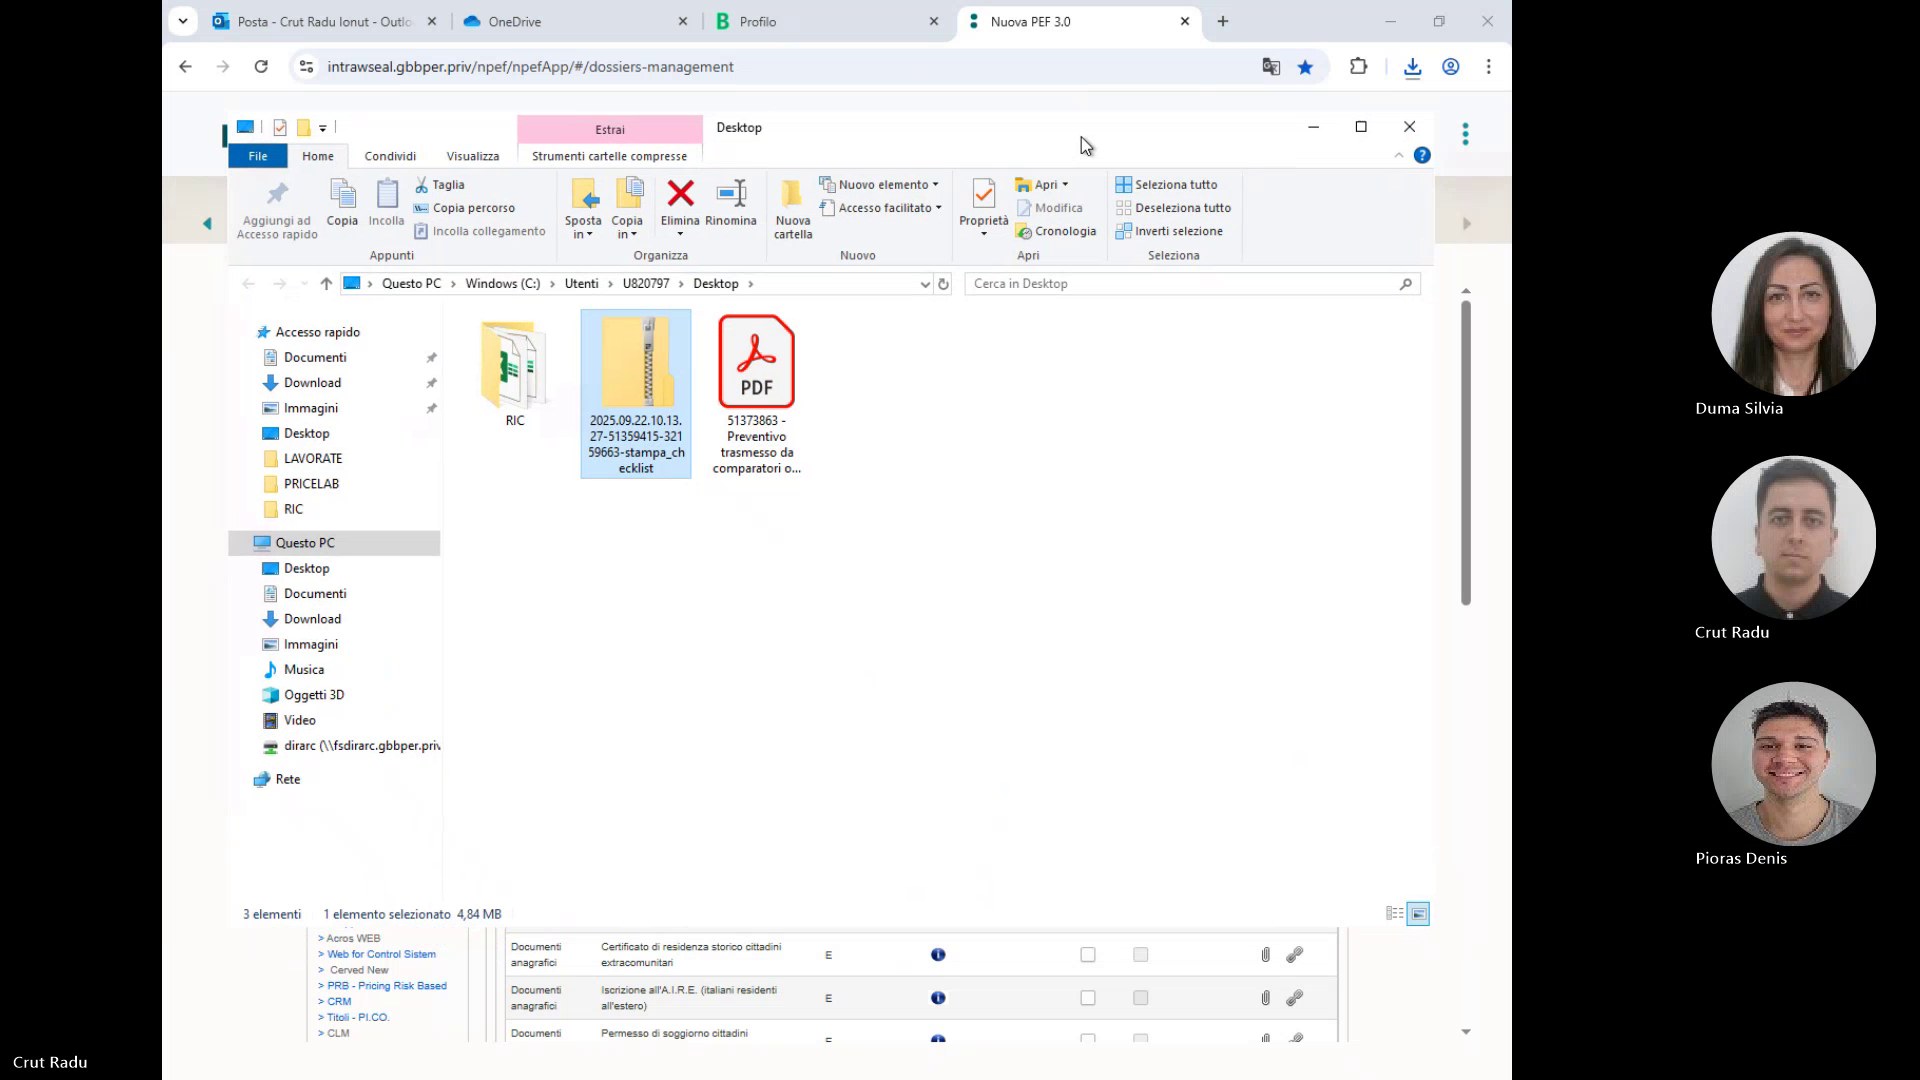 Posta - Crut Radu Ionut - Outlo
OneDrive
Profilo
Nuova PEF 3.0
intrawseal.gbbper.priv/npef/npefApp/#/dossiers-management
Estrai
Desktop
File
Home
Condividi
Visualizza
Strumenti cartelle compresse
Aggiungi ad
Accesso rapido
Copia
Incolla
Taglia
Copia percorso
Incolla collegamento
Appunti
Sposta
in
Copia
in
Elimina
Rinomina
Organizza
Nuova
cartella
Nuovo elemento
Accesso facilitato
Nuovo
Proprietà
Apri
Modifica
Cronologia
Apri
Seleziona tutto
Deseleziona tutto
Inverti selezione
Seleziona
Questo PC > Windows (C:) > Utenti > U820797 > Desktop >
Cerca in Desktop
Accesso rapido
Documenti
Download
Immagini
Desktop
LAVORATE
PRICELAB
RIC
Questo PC
Desktop
Documenti
Download
Immagini
Musica
Oggetti 3D
Video
dirarc (\\fsdirarc.gbbper.priv
Rete
RIC
2025.09.22.10.13.
27-51359415-321
59663-stampa_ch
ecklist
PDF
51373863 -
Preventivo
trasmesso da
comparatori o...
3 elementi
1 elemento selezionato 4,84 MB
> Acros WEB
> Web for Control Sistem
> Cerved New
> PRB - Pricing Risk Based
> CRM
> Titoli - PI.CO.
> CLM
Documenti
anagrafici
Certificato di residenza storico cittadini
extracomunitari
E
Documenti
anagrafici
Iscrizione all'A.I.R.E. (italiani residenti
all'estero)
E
Documenti
Permesso di soggiorno cittadini
Duma Silvia
Crut Radu
Pioras Denis
Crut Radu